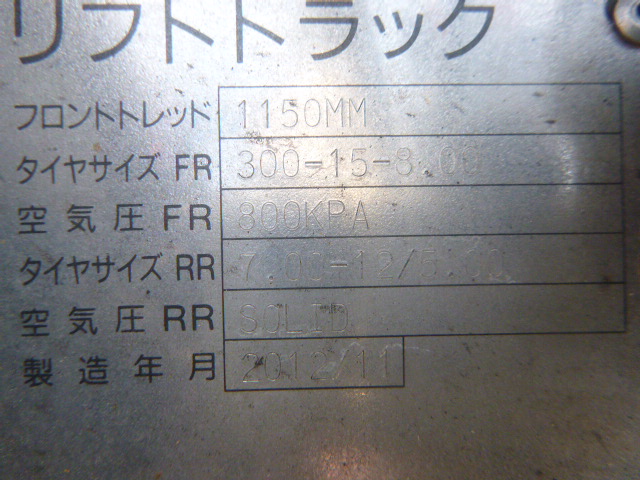 リフトトラック
フロントトレッド 1150MM
タイヤサイズ FR 300-15-8.00
空気圧 FR 800KPA
タイヤサイズ RR 7.00-12/5.00
空気圧 RR SOLID
製造年月 2012/11